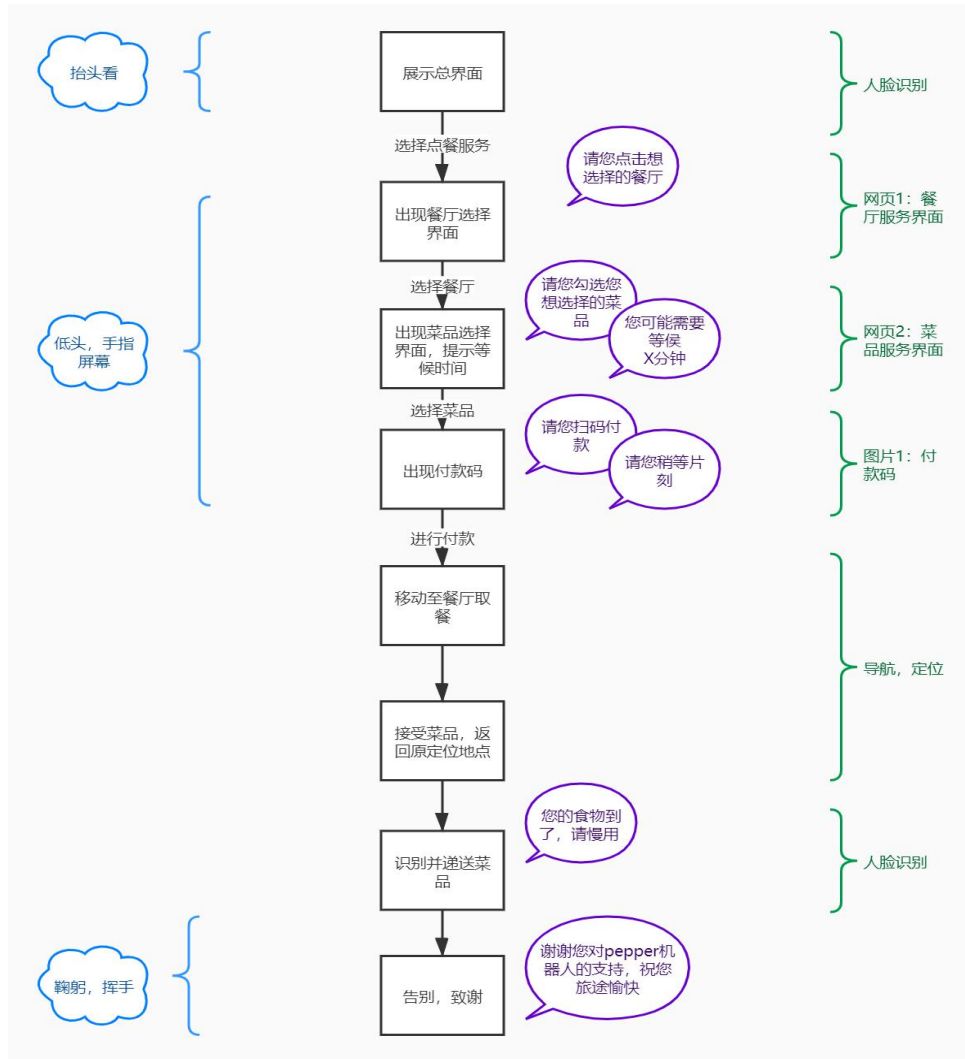 抬头看
展示总界面
人脸识别
选择点餐服务
请您点击想
选择的餐厅
出现餐厅选择
界面
网页1：餐
厅服务界面
选择餐厅
请您勾选您
想选择的菜
品
低头，手指
屏幕
出现菜品选择
界面，提示等
候时间
您可能需要
等侯
X分钟
网页2：菜
品服务界面
选择菜品
请您扫码付
款
出现付款码
请您稍等片
刻
图片1：付
款码
进行付款
移动至餐厅取
餐
导航，定位
接受菜品，返
回原定位地点
您的食物到
了，请慢用
识别并递送菜
品
人脸识别
鞠躬，挥手
告别，致谢
谢谢您对pepper机
器人的支持，祝您
旅途愉快